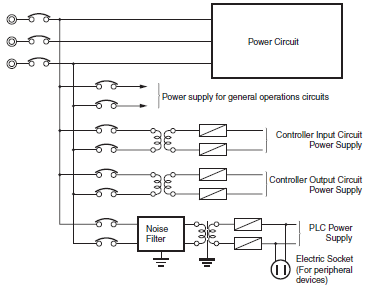 Power Circuit
Power supply for general operations circuits
Controller Input Circuit
Power Supply
Controller Output Circuit
Power Supply
Noise
Filter
PLC Power
Supply
Electric Socket
(For peripheral
devices)